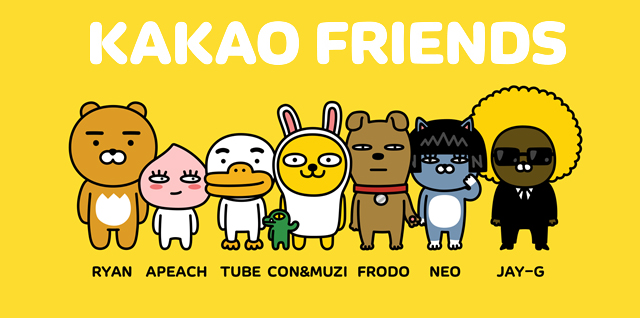 KAKAO FRIENDS
RYAN APEACH TUBE CON&MUZI FRODO NEO JAY-G